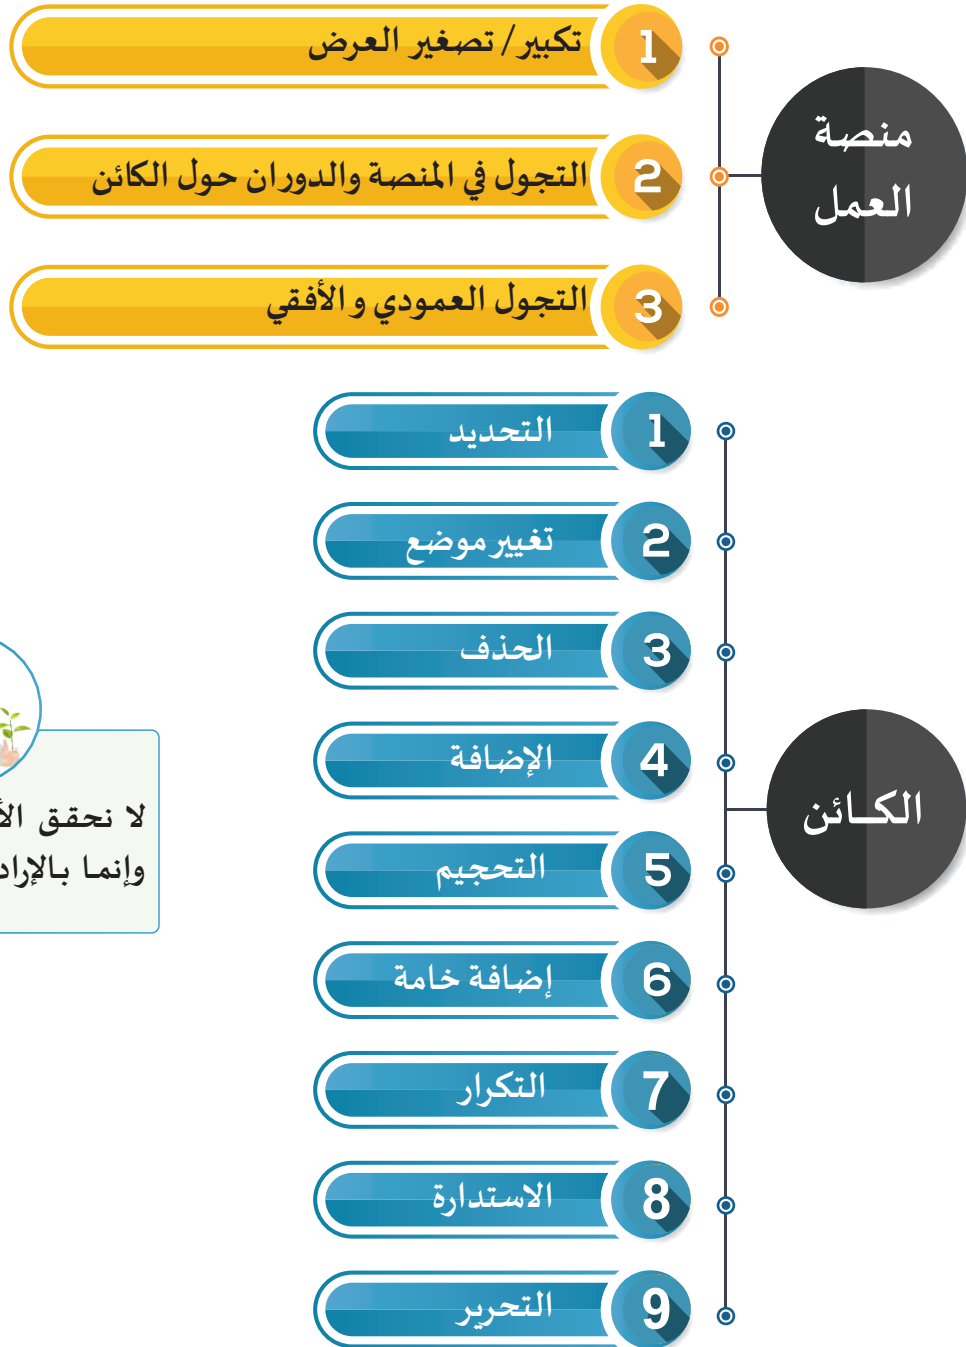 منصة
العمل
1 تكبير/ تصغير العرض
2 التجول في المنصة والدوران حول الكائن
3 التجول العمودي والأفقي
الكـائن
1 التحديد
2 تغيير موضع
3 الحذف
4 الإضافة
5 التحجيم
6 إضافة خامة
7 التكرار
8 الاستدارة
9 التحرير
لا نحقق
وإنما